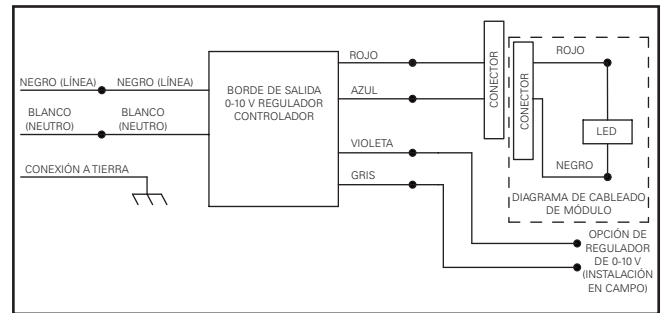 NEGRO (LÍNEA)
NEGRO (LÍNEA)
BLANCO
(NEUTRO)
BLANCO
(NEUTRO)
CONEXIÓN A TIERRA
BORDE DE SALIDA
0-10 V REGULADOR
CONTROLADOR
ROJO
AZUL
VIOLETA
GRIS
CONECTOR
CONECTOR
ROJO
LED
NEGRO
DIAGRAMA DE CABLEADO
DE MÓDULO
OPCIÓN DE
REGULADOR
DE 0-10 V
(INSTALACIÓN
EN CAMPO)